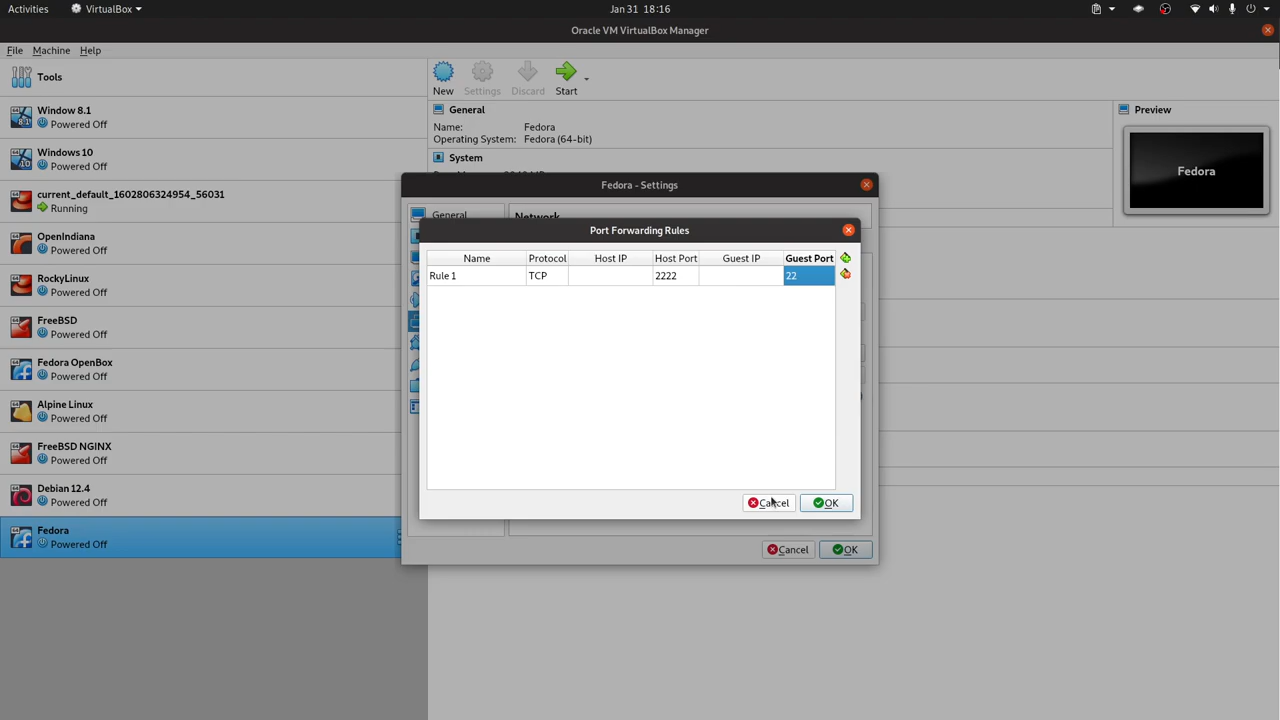 Activities
VirtualBox
Jan 31 18:16
Oracle VM VirtualBox Manager
File Machine Help
Tools
New
Settings
Discard
Start
Window 8.1
Powered Off
Windows 10
Powered Off
current_default_1602806324954_56031
Running
OpenIndiana
Powered Off
RockyLinux
Powered Off
FreeBSD
Powered Off
Fedora OpenBox
Powered Off
Alpine Linux
Powered Off
FreeBSD NGINX
Powered Off
Debian 12.4
Powered Off
Fedora
Powered Off
General
Name: Fedora
Operating System: Fedora (64-bit)
System
Preview
Fedora
Fedora - Settings
General
Network
Port Forwarding Rules
Name Protocol Host IP Host Port Guest IP Guest Port
Rule 1 TCP 2222 22
Cancel OK
Cancel OK